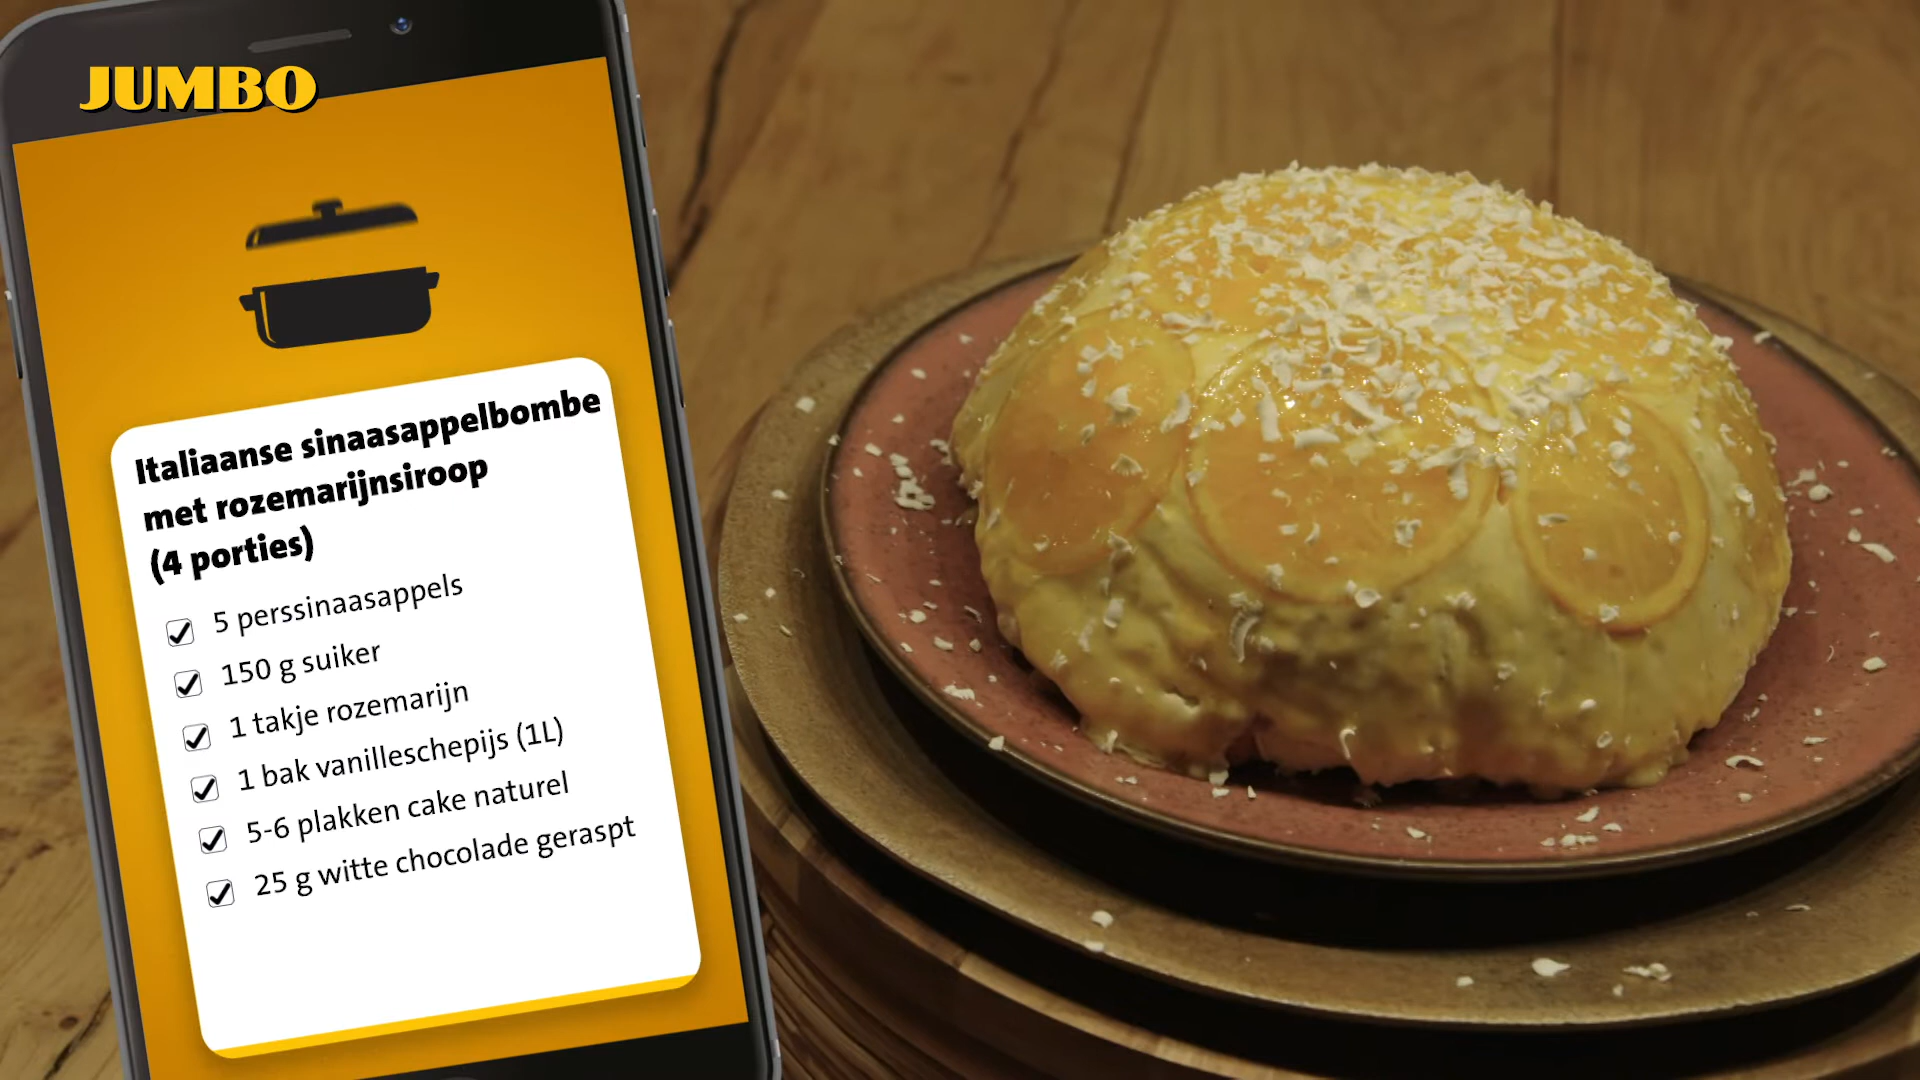 JUMBO
Italiaanse sinaasappelbombe
met rozemarijnsiroop
(4 porties)
5 perssinaasappels
150 g suiker
1 takje rozemarijn
1 bak vanilleschepijs (1L)
5-6 plakken cake naturel
25 g witte chocolade geraspt